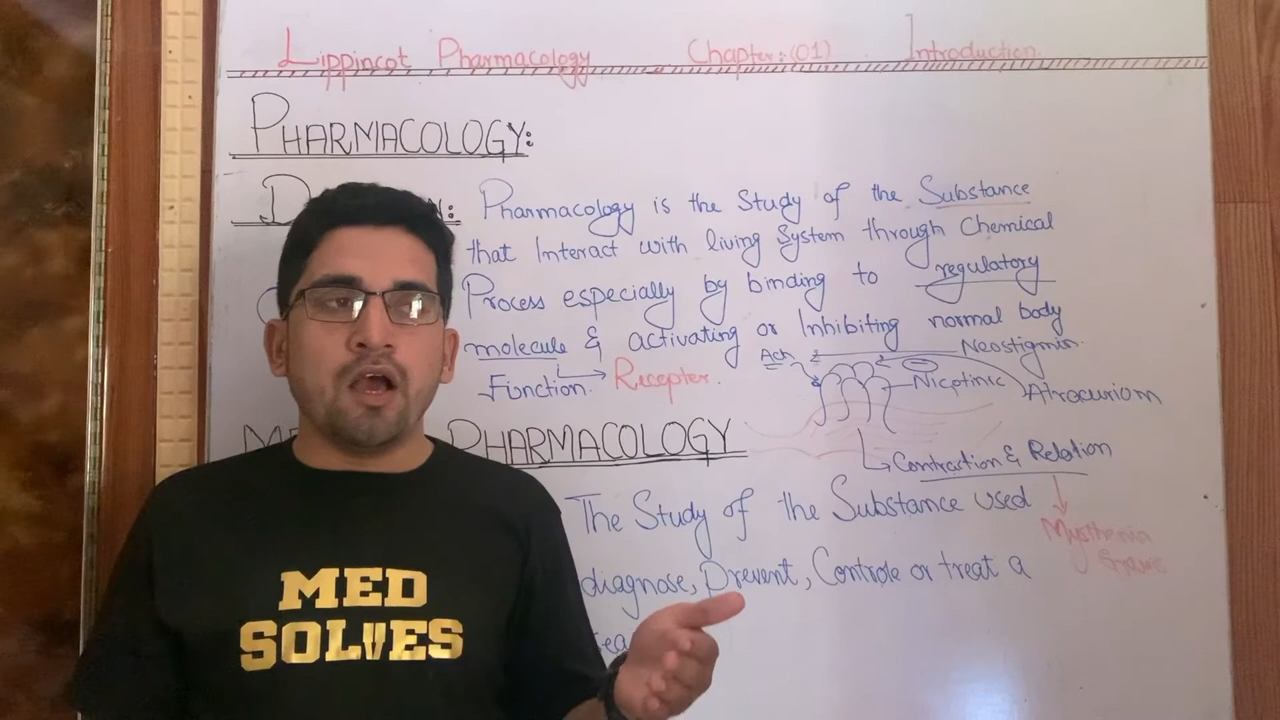 Lippincot Pharmacology Chapter:(01) Introduction
PHARMACOLOGY:
Pharmacology is the Study of the Substance
that Interact with living System through Chemical
Process especially by binding to regulatory
molecule & activating or Inhibiting normal body
Function. Recepter.
Ach
Neostigmin
Nicotinic
Atracurium
Contraction & Relation
PHARMACOLOGY
The Study of the Substance used
diagnose, Prevent, Controle or treat a
MED
SOLVES